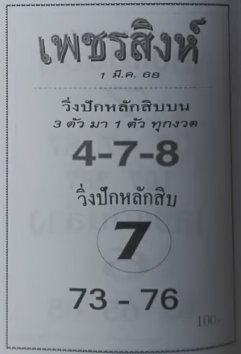 เพชรสิงห์
1 มี.ค. 68
วิ่งปักหลักสิบบน
3 ตัว มา 1 ตัว ทุกงวด
4-7-8
วิ่งปักหลักสิบ
7
73 - 76
100.-